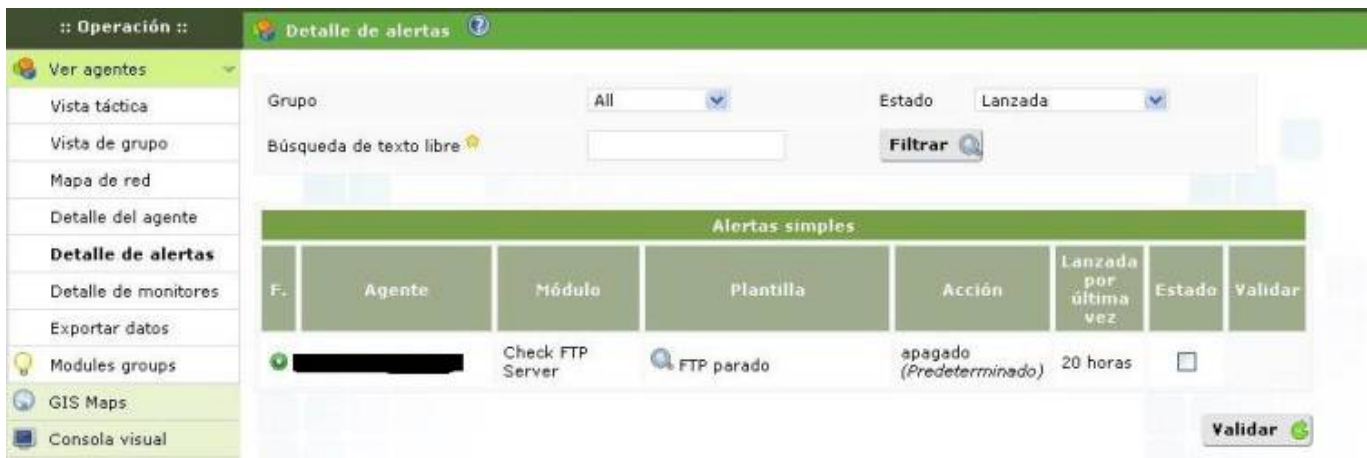 :: Operación ::
Detalle de alertas
Ver agentes
Vista táctica
Vista de grupo
Mapa de red
Detalle del agente
Detalle de alertas
Detalle de monitores
Exportar datos
Modules groups
GIS Maps
Consola visual
Grupo All Estado Lanzada
Búsqueda de texto libre Filtrar
Alertas simples
F. Agente Módulo Plantilla Acción Lanzada por última vez Estado Validar
Check FTP Server FTP parado apagado (Predeterminado) 20 horas
Validar